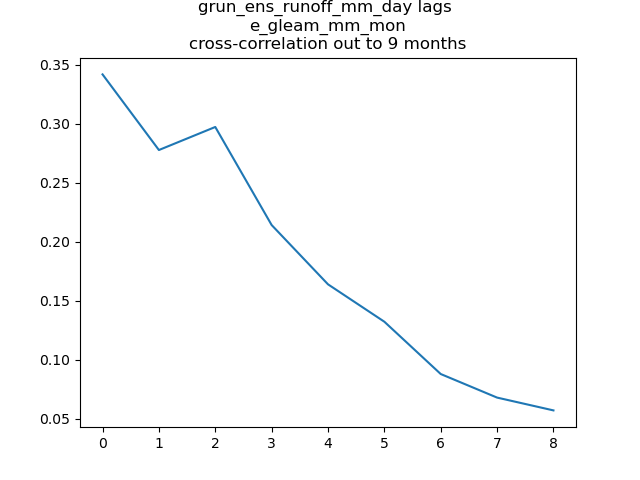 grun_ens_runoff_mm_day lags
e_gleam_mm_mon
cross-correlation out to 9 months
0.35
0.30
0.25
0.20
0.15
0.10
0.05
0 1 2 3 4 5 6 7 8